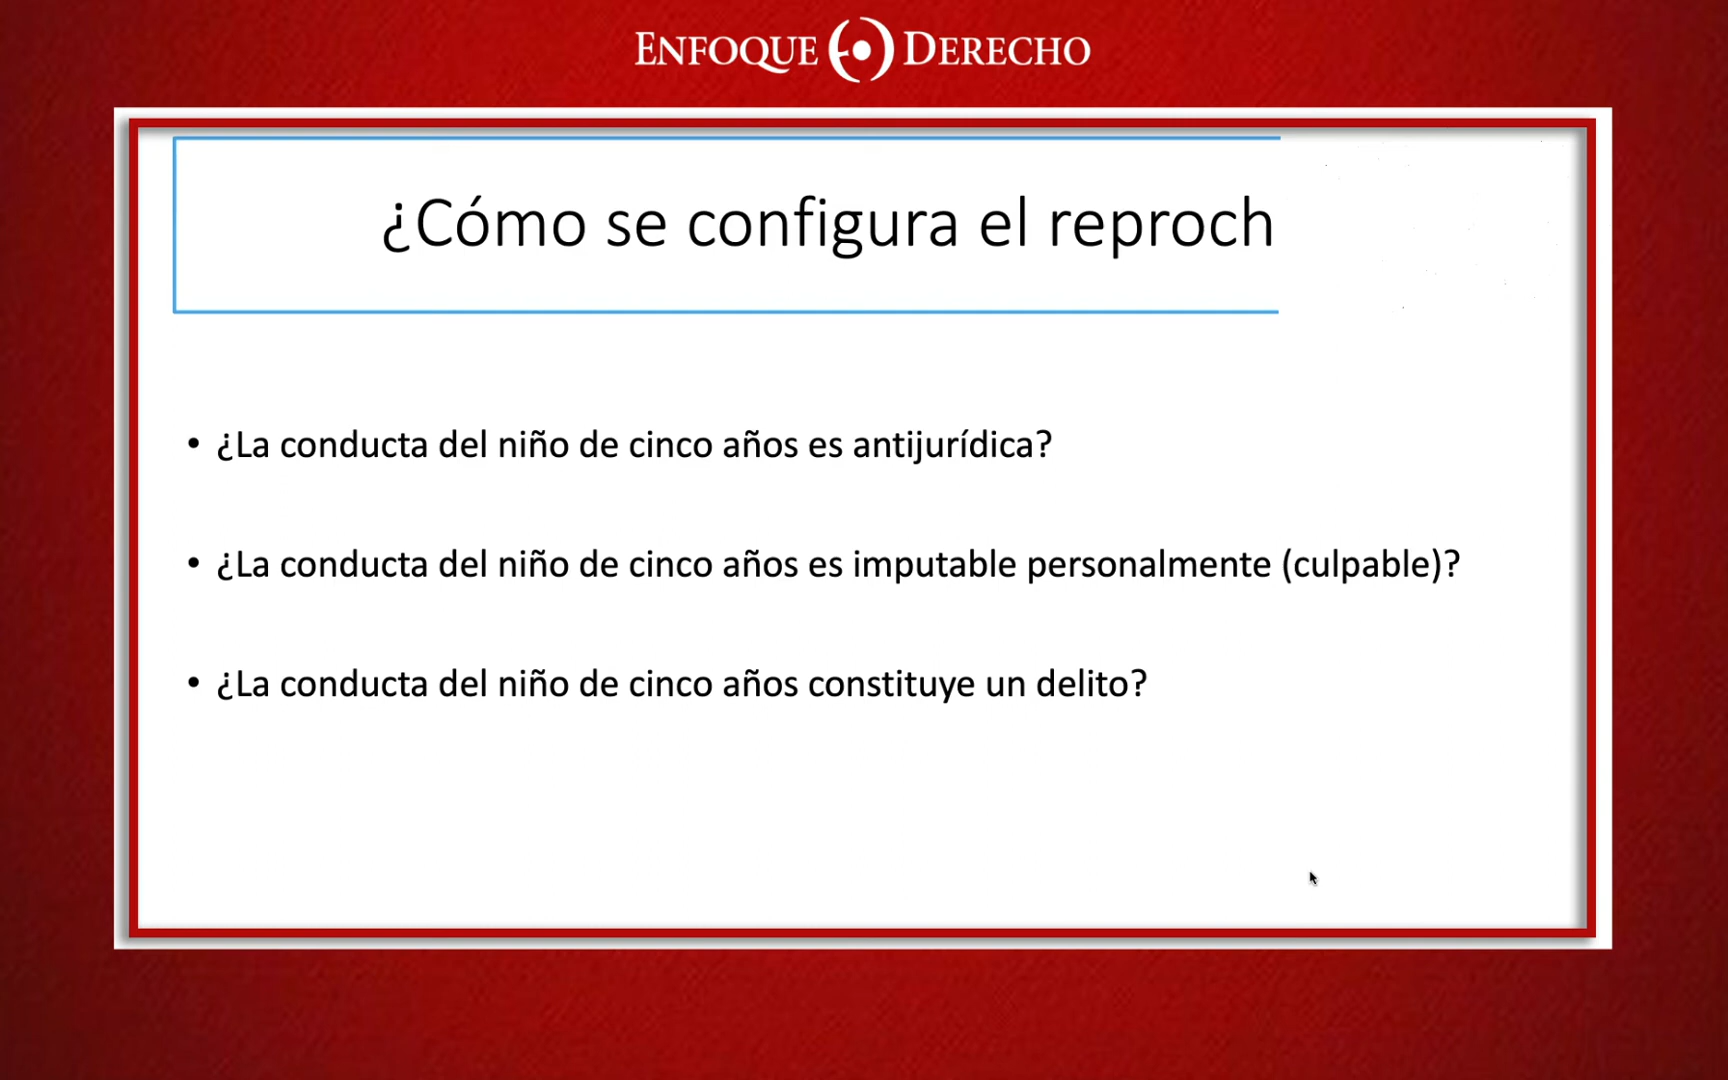 ENFOQUE DERECHO
¿Cómo se configura el reproch
• ¿La conducta del niño de cinco años es antijurídica?
• ¿La conducta del niño de cinco años es imputable personalmente (culpable)?
• ¿La conducta del niño de cinco años constituye un delito?